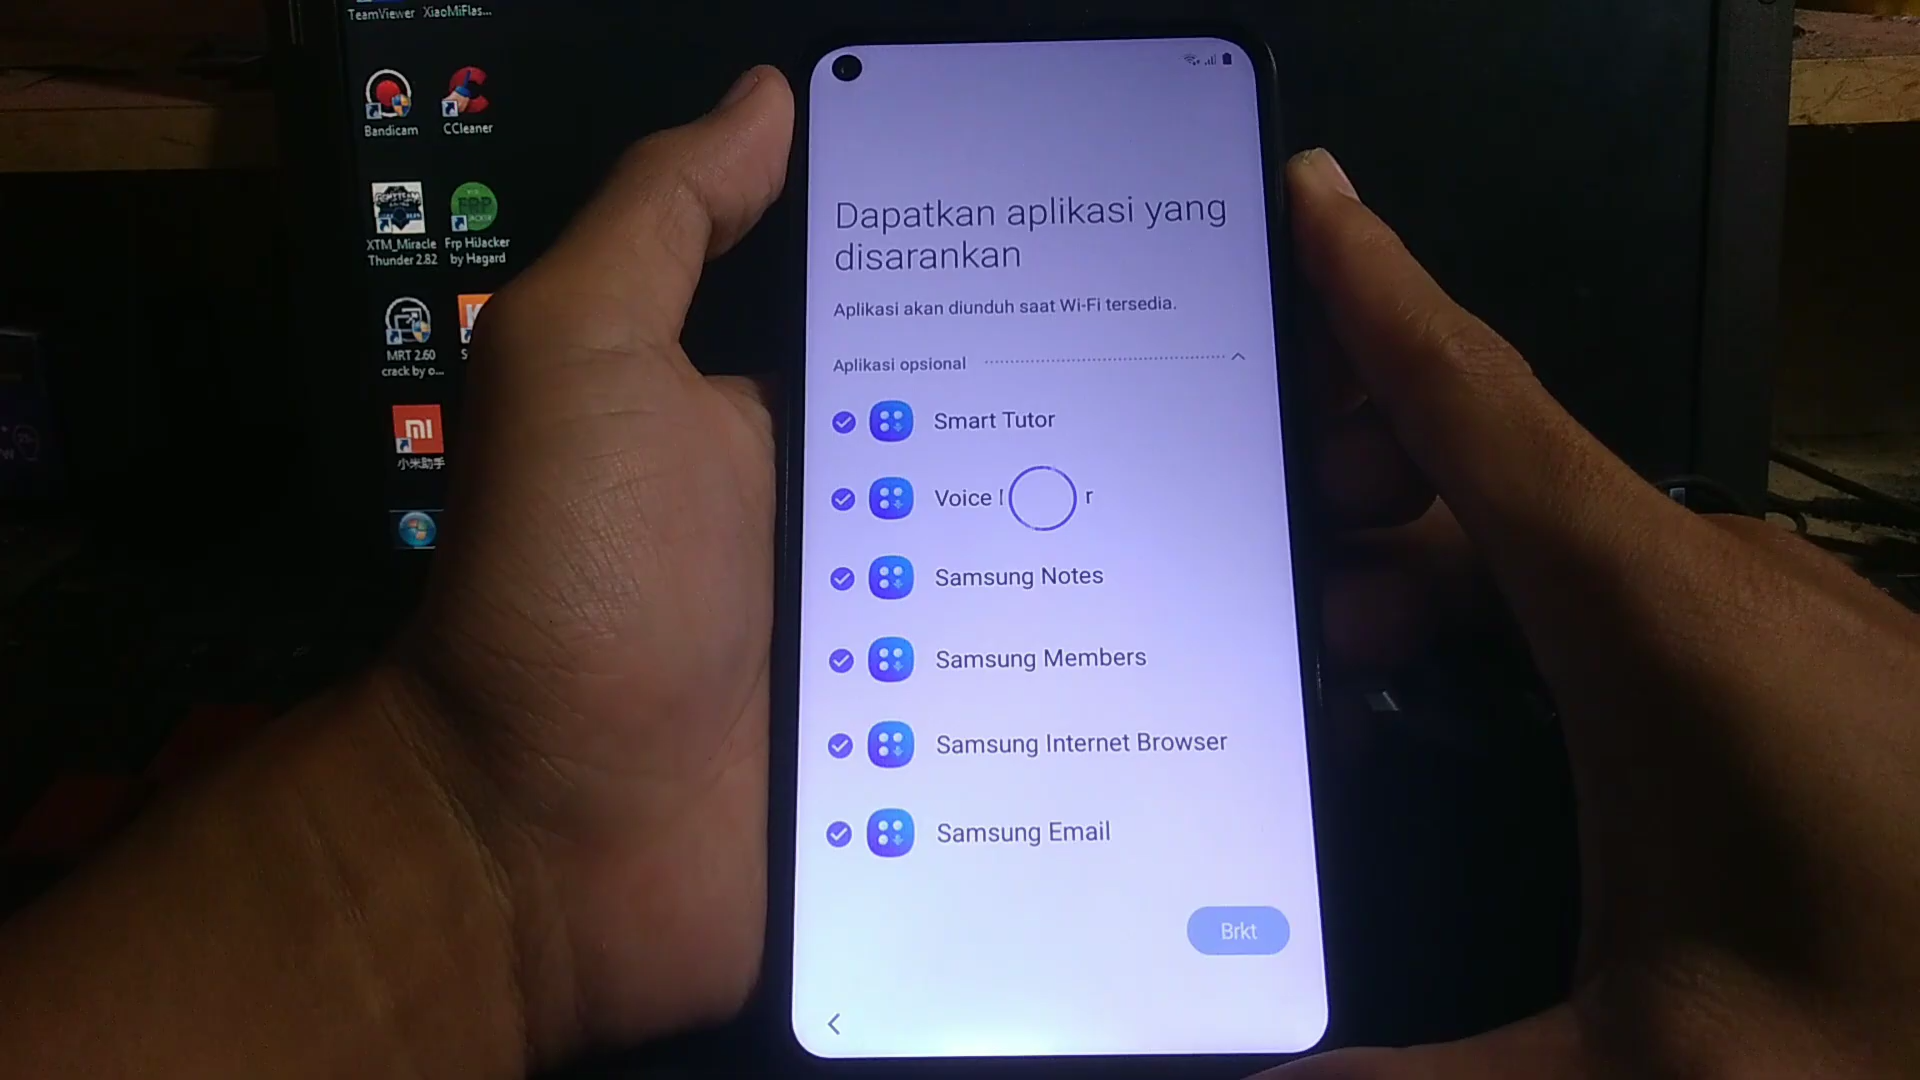 TeamViewer
XiaoMiFlas...
Bandicam
CCleaner
XTM_Miracle
Thunder 2.82
FRP
Frp HiJacker
by Hagard
MRT 2.60
crack by o...
小米助手
Dapatkan aplikasi yang
disarankan
Aplikasi akan diunduh saat Wi-Fi tersedia.
Aplikasi opsional
Smart Tutor
Voice
Samsung Notes
Samsung Members
Samsung Internet Browser
Samsung Email
Brkt